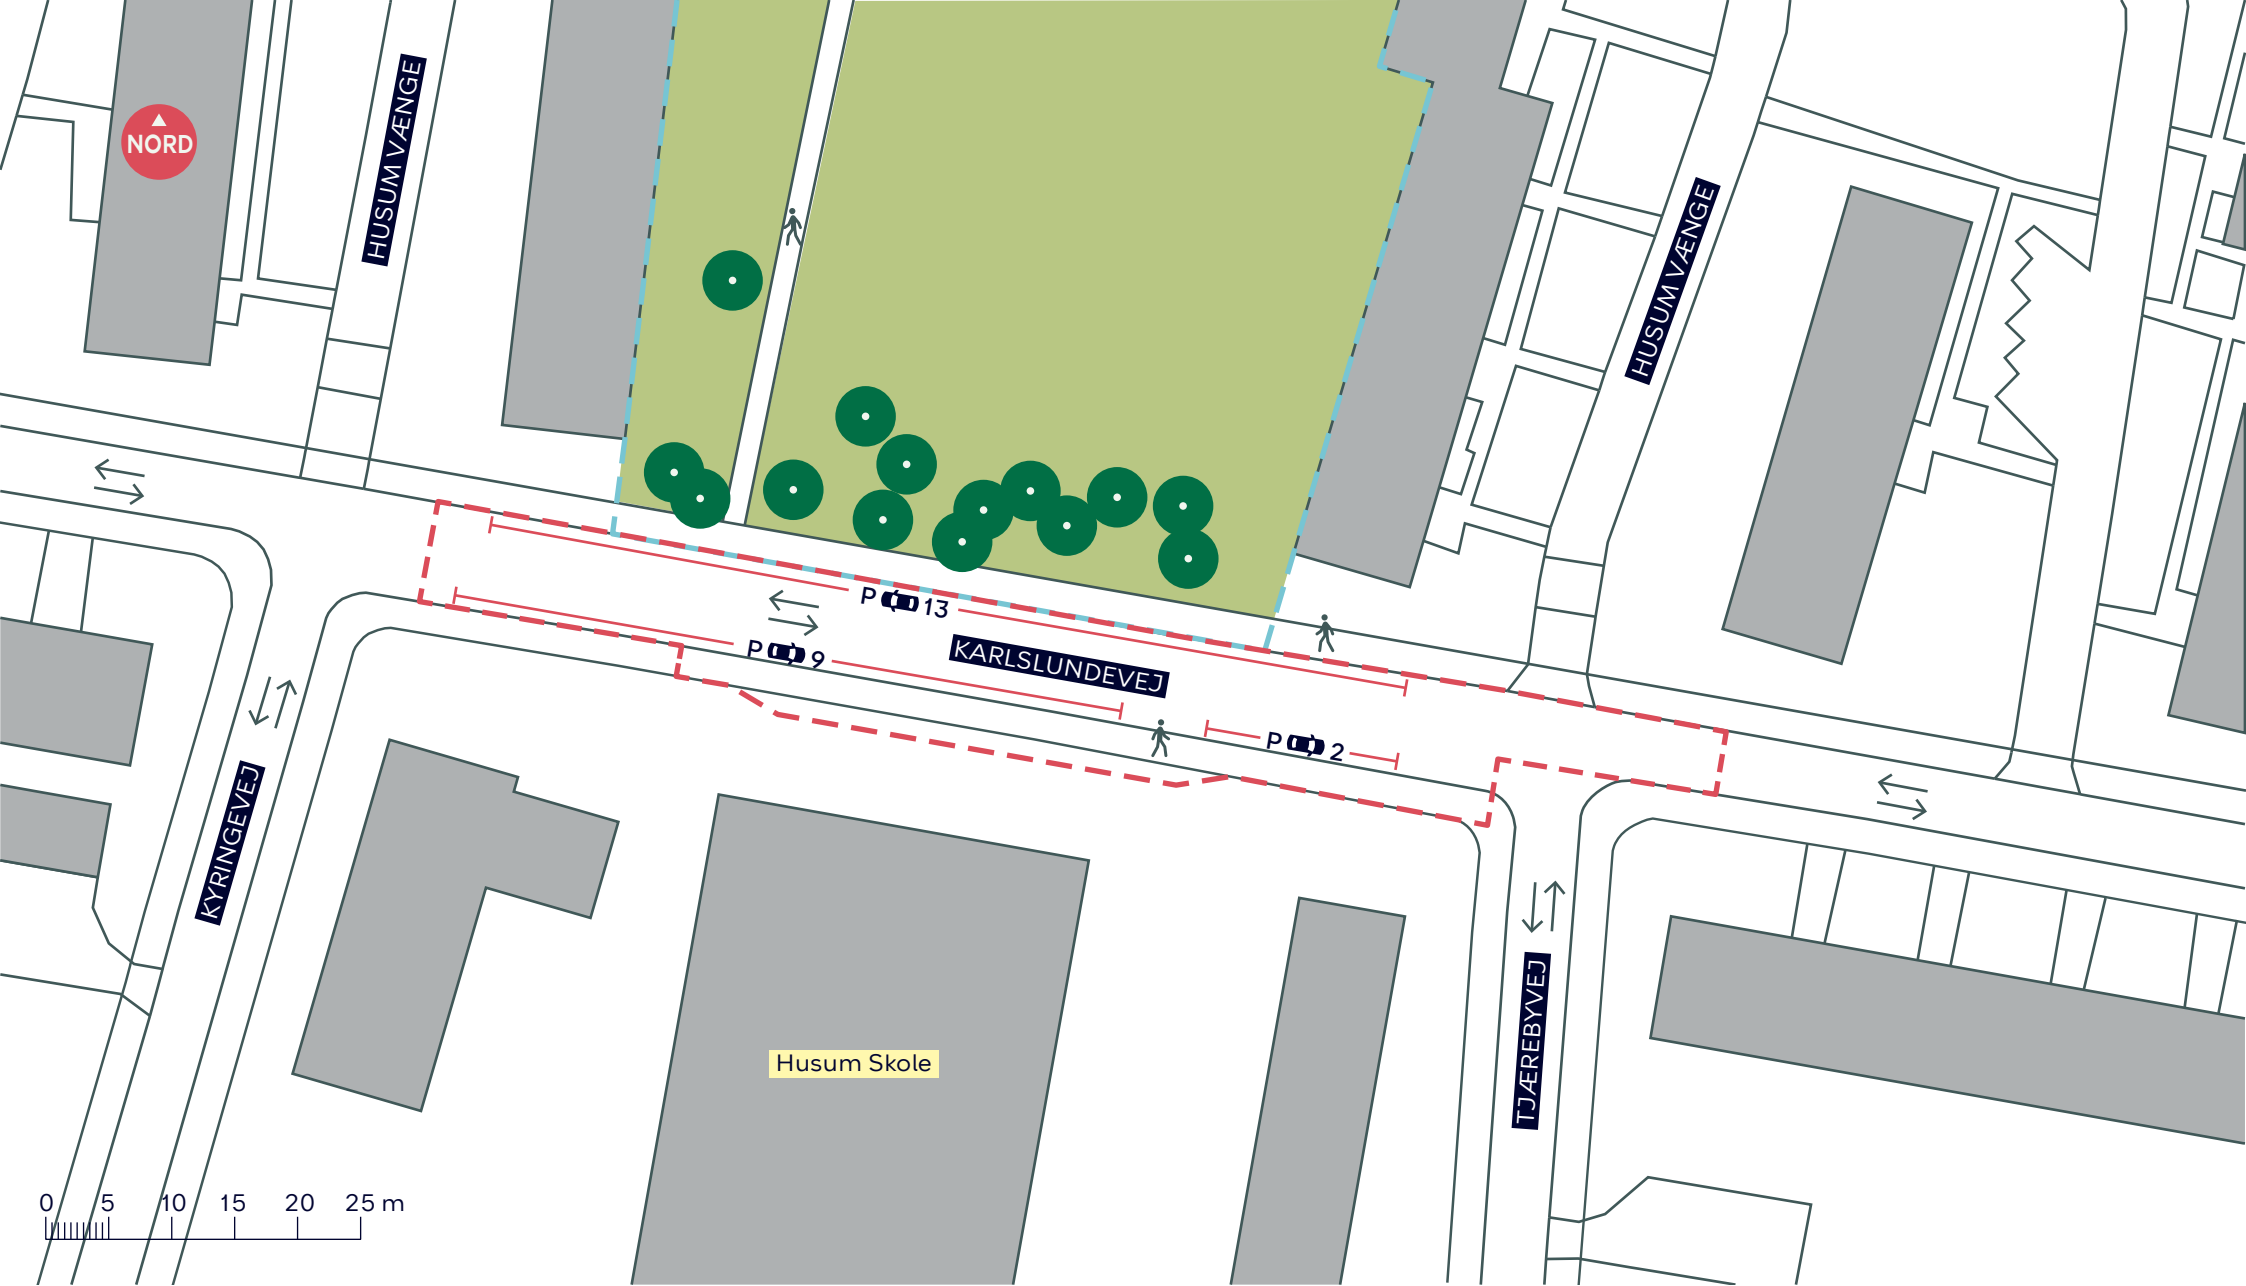 NORD
HUSUM VÆNGE
HUSUM VÆNGE
P 13
P 9
KARLSLUNDEVEJ
P 2
KYRINGEVEJ
TJÆREBYVEJ
Husum Skole
0 5 10 15 20 25 m